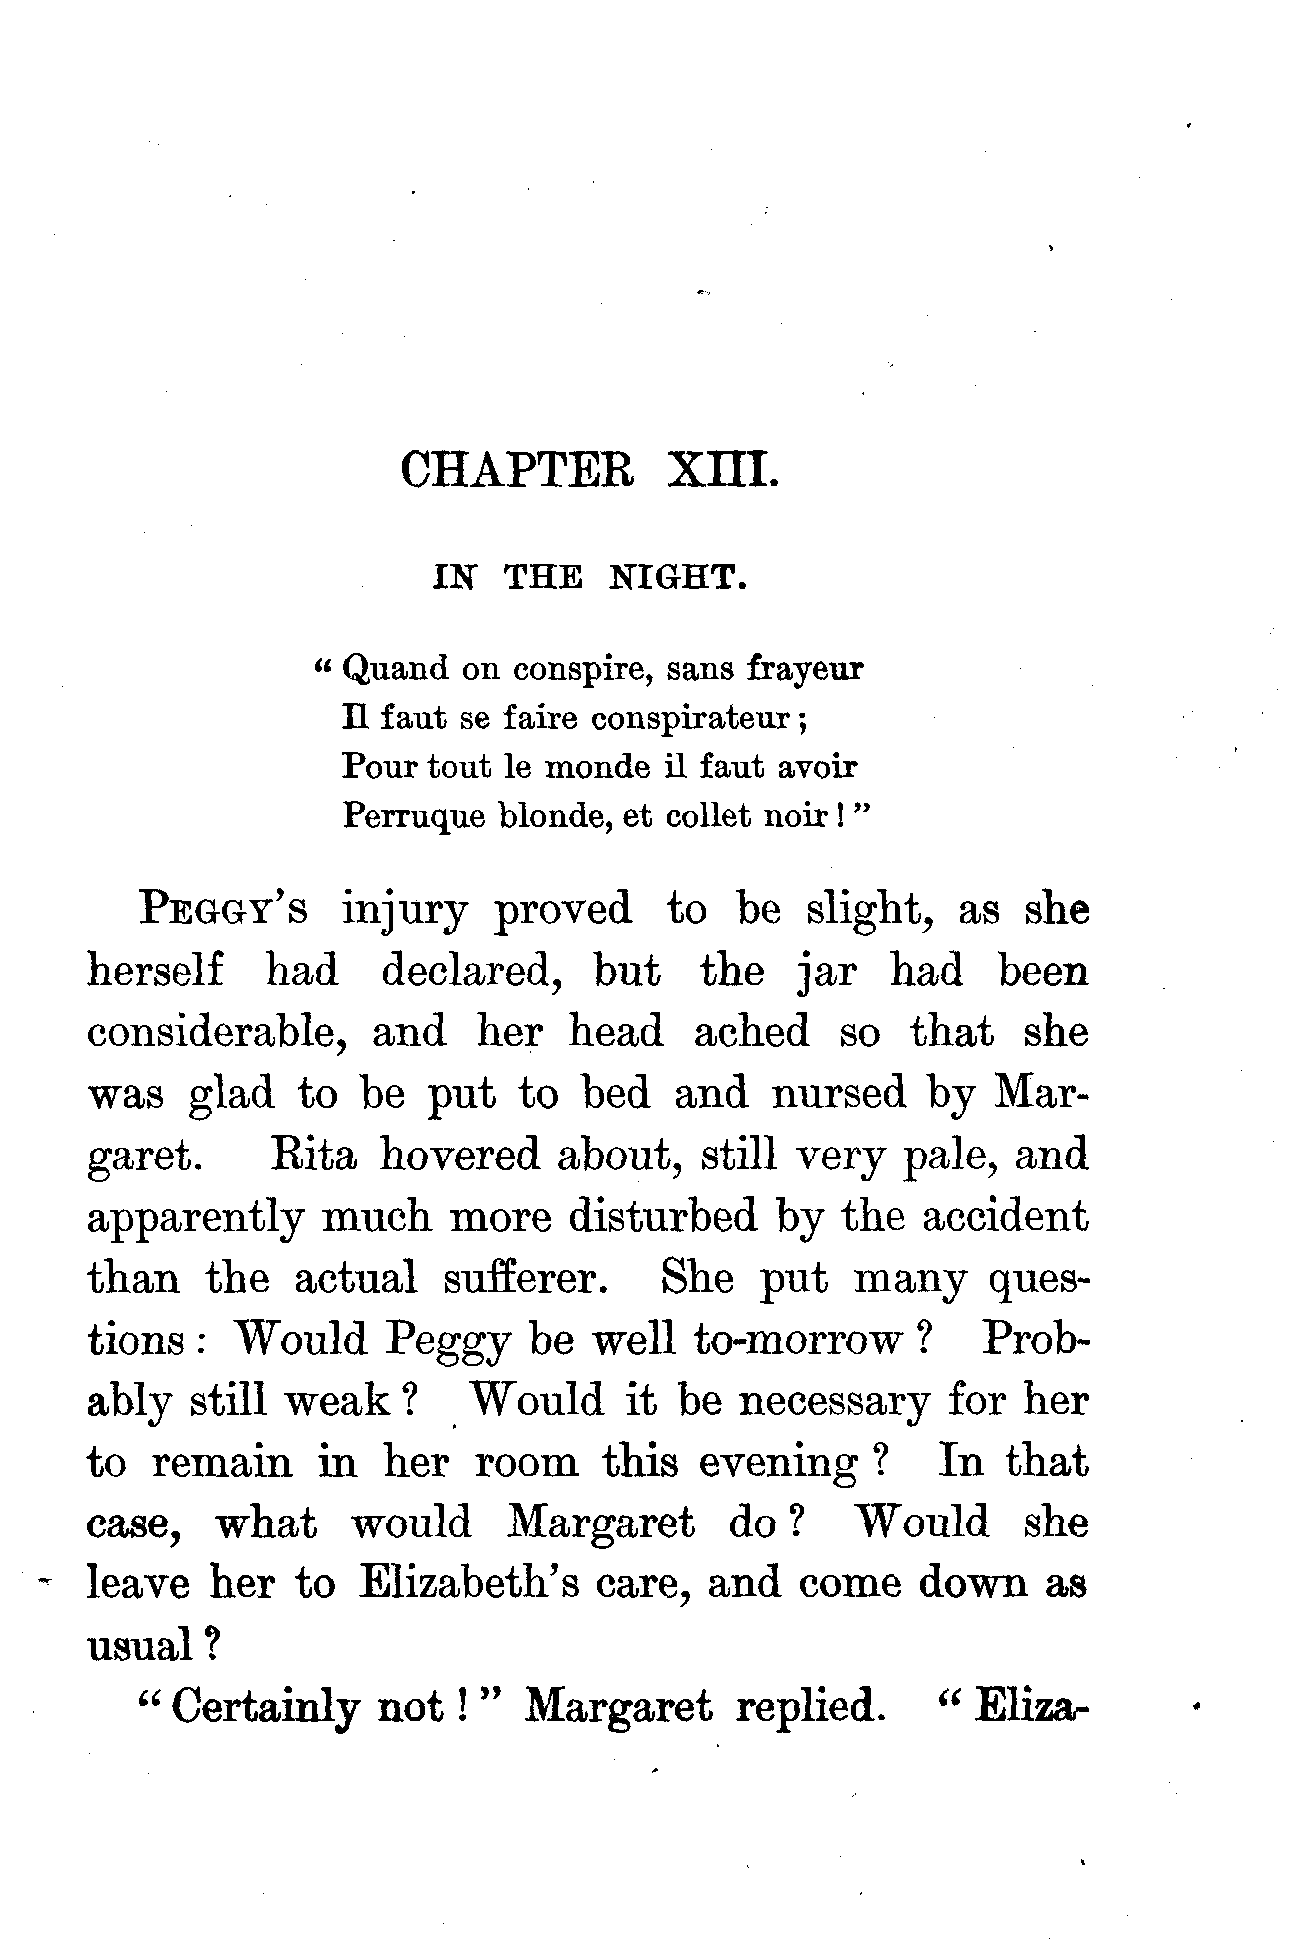 CHAPTER XIII.
IN THE NIGHT.
“ Quand on conspire, sans frayeur
Il faut se faire conspirateur ;
Pour tout le monde il faut avoir
Perruque blonde, et collet noir ! ”
PEGGY’S injury proved to be slight, as she
herself had declared, but the jar had been
considerable, and her head ached so that she
was glad to be put to bed and nursed by Mar-
garet. Rita hovered about, still very pale, and
apparently much more disturbed by the accident
than the actual sufferer. She put many ques-
tions : Would Peggy be well to-morrow ? Prob-
ably still weak ? Would it be necessary for her
to remain in her room this evening ? In that
case, what would Margaret do ? Would she
leave her to Elizabeth’s care, and come down as
usual ?
“ Certainly not ! ” Margaret replied. “ Eliza-